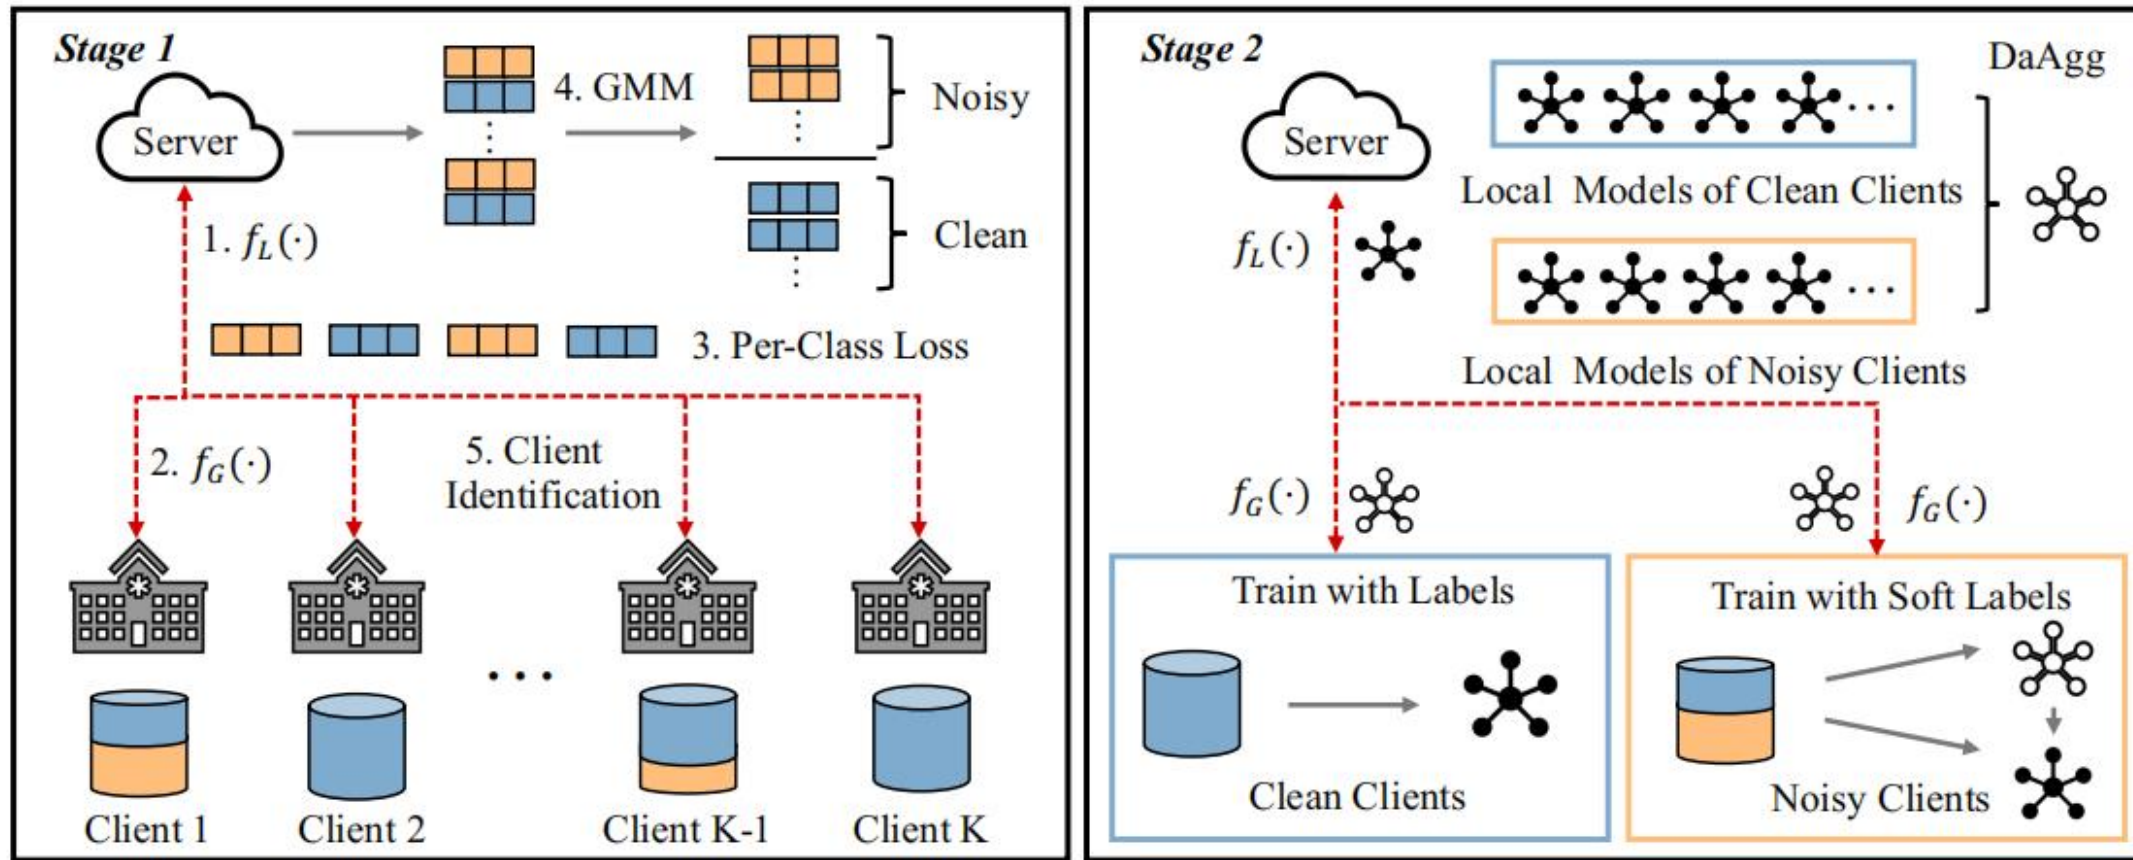 Stage 1
Server
4. GMM
Noisy
Clean
1. f_L(·)
3. Per-Class Loss
2. f_G(·)
5. Client
Identification
...
Client 1
Client 2
Client K-1
Client K
Stage 2
Server
DaAgg
...
Local Models of Clean Clients
f_L(·)
...
Local Models of Noisy Clients
f_G(·)
f_G(·)
Train with Labels
Clean Clients
Train with Soft Labels
Noisy Clients